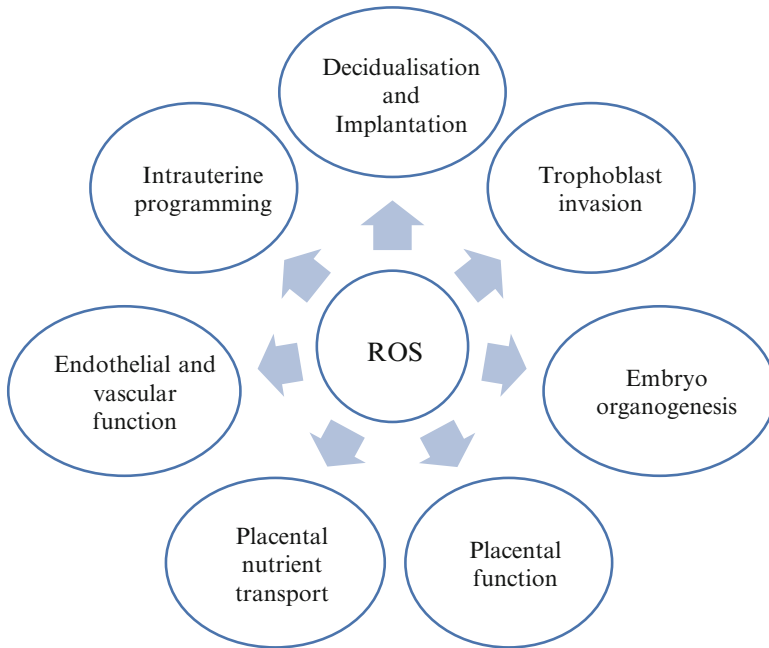 Decidualisation
and
Implantation
Trophoblast
invasion
Embryo
organogenesis
Placental
function
Placental
nutrient
transport
Endothelial and
vascular
function
Intrauterine
programming
ROS